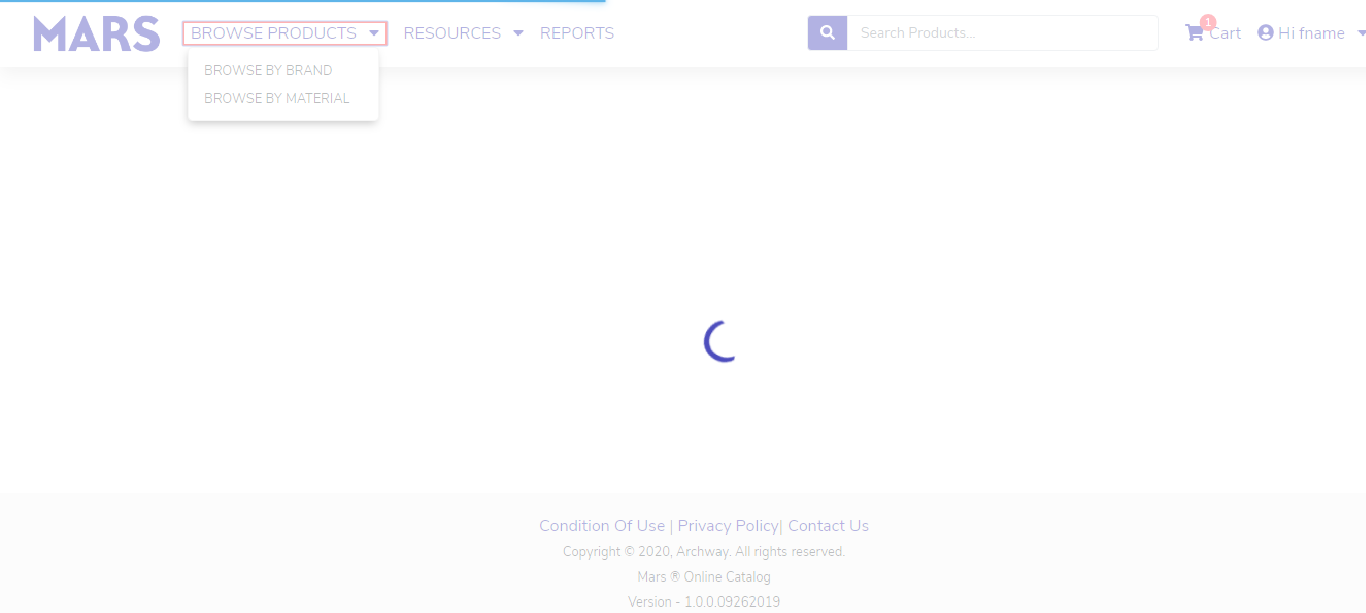 MARS
BROWSE PRODUCTS
RESOURCES
REPORTS
Search Products...
1
Cart
Hi fname
BROWSE BY BRAND
BROWSE BY MATERIAL
Condition Of Use | Privacy Policy| Contact Us
Copyright © 2020, Archway. All rights reserved.
Mars ® Online Catalog
Version - 1.0.0.09262019